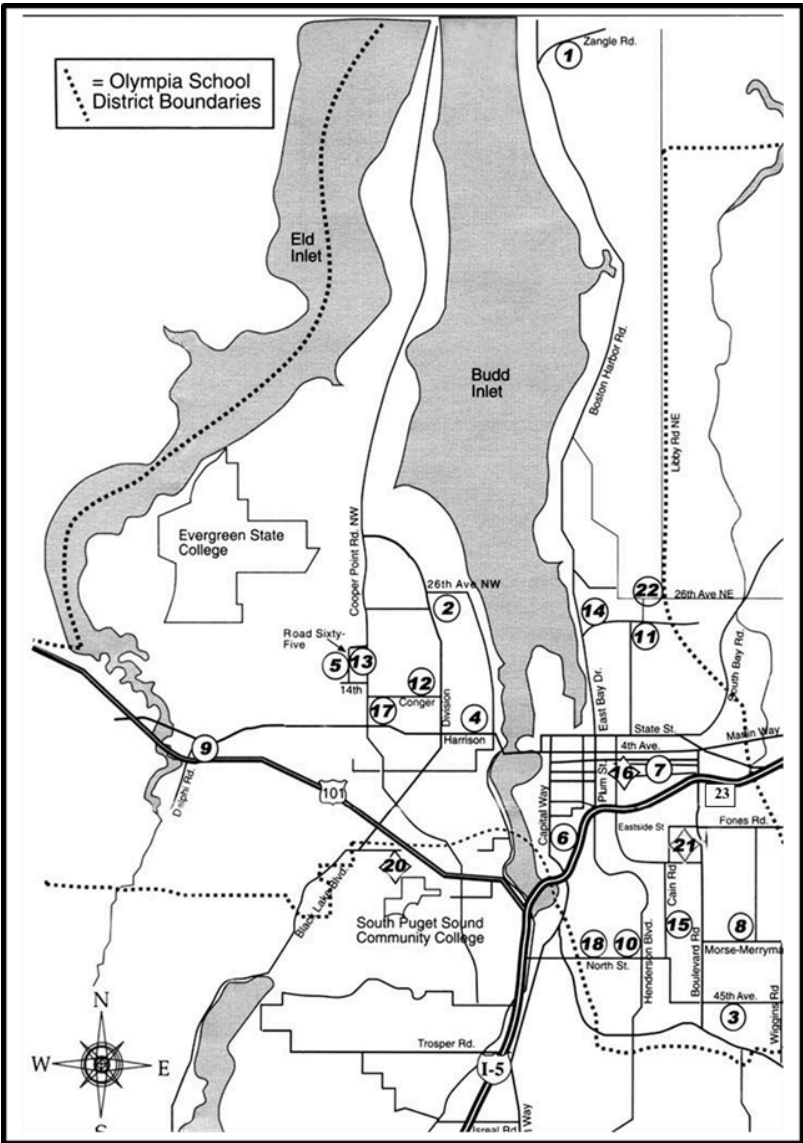 1
Zangle Rd.
= Olympia School
District Boundaries
Eld
Inlet
Budd
Inlet
Boston Harbor Rd.
Libby Rd NE
Evergreen State
College
Cooper Point Rd. NW
26th Ave NW
2
22
26th Ave NE
14
11
South Bay Rd.
Road Sixty-
Five
5
13
14th
12
Conger
Division
17
4
Harrison
East Bay Dr.
State St.
Marin Way
4th Ave.
9
Delphi Rd.
101
Plum St.
16
7
23
Capital Way
6
Eastside St
Fones Rd.
21
Cain Rd
20
Black Lake Blvd.
South Puget Sound
Community College
18
10
North St.
Henderson Blvd.
15
Boulevard Rd
8
Morse-Merryma
45th Ave.
3
Wiggins Rd
N
W
E
S
Trosper Rd.
I-5
Way
Isreal Rd